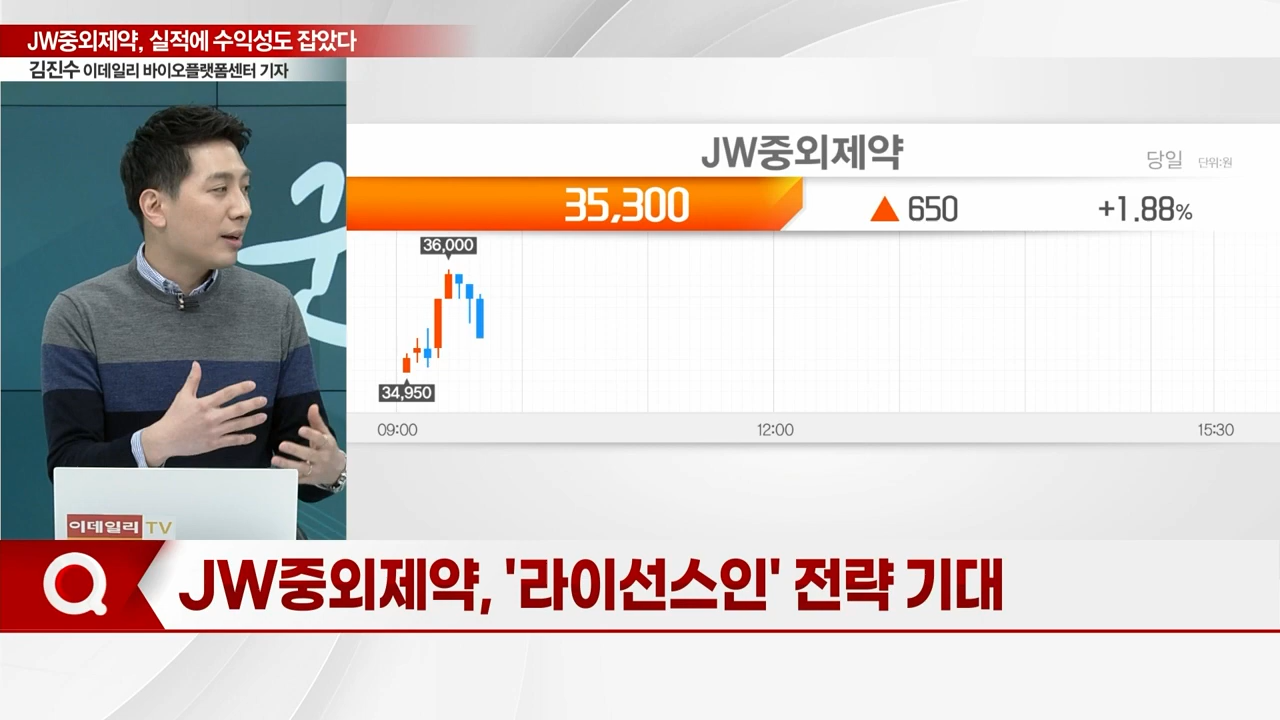 JW중외제약, 실적에 수익성도 잡았다
김진수 이데일리 바이오플랫폼센터 기자
JW중외제약
당일 단위:원
35,300 ▲ 650 +1.88%
36,000
34,950
09:00 12:00 15:30
이데일리 TV
JW중외제약, '라이선스인' 전략 기대